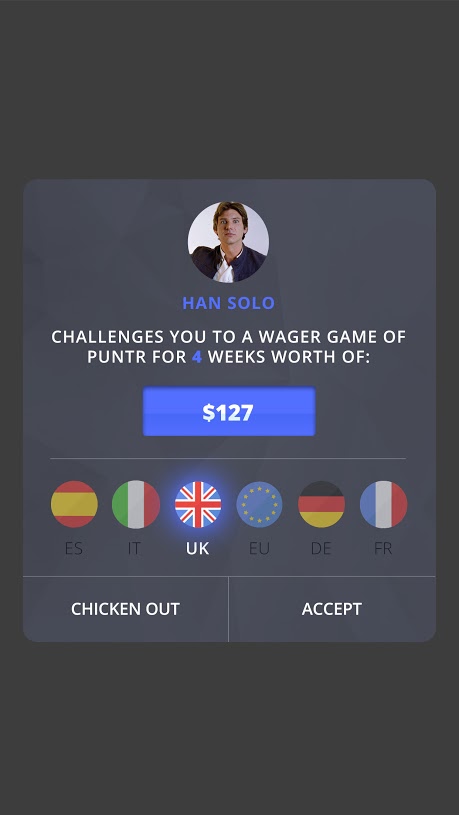 HAN SOLO
CHALLENGES YOU TO A WAGER GAME OF
PUNTR FOR 4 WEEKS WORTH OF:
$127
ES IT UK EU DE FR
CHICKEN OUT ACCEPT